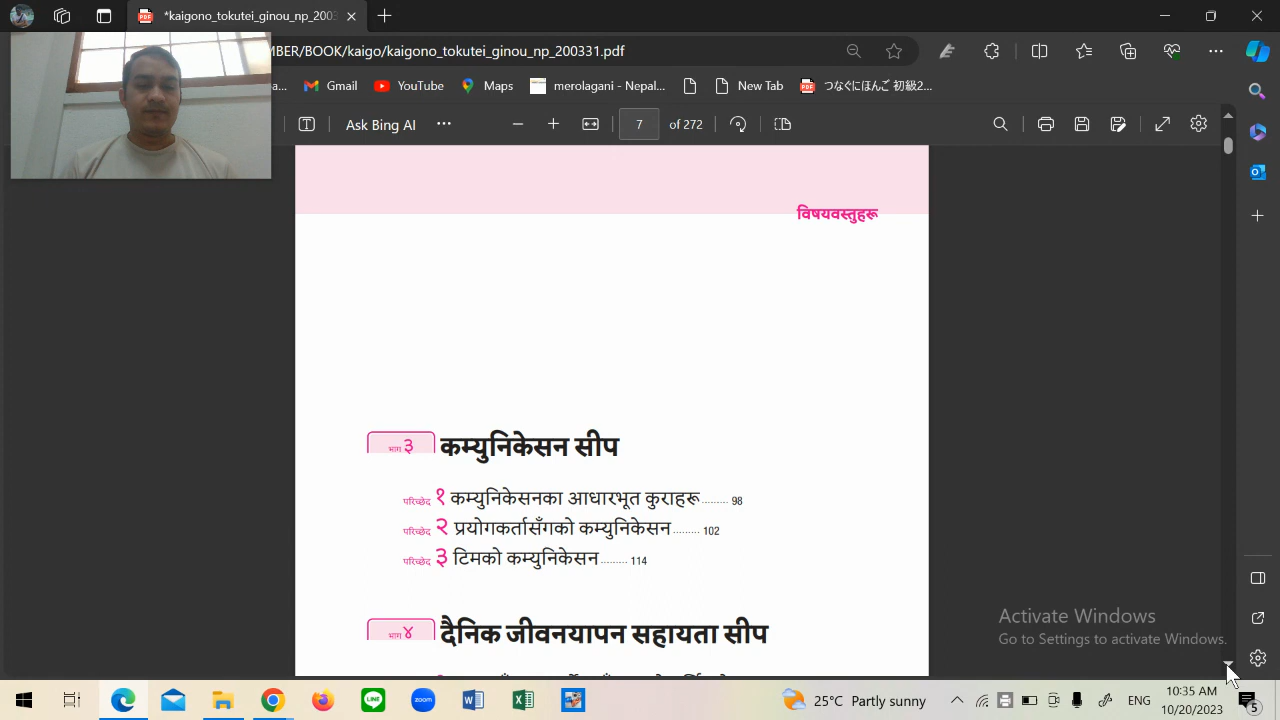 *kaigono_tokutei_ginou_np_200
MBER/BOOK/kaigo/kaigono_tokutei_ginou_np_200331.pdf
a... Gmail YouTube Maps merolagani - Nepal... New Tab つなぐにほんご 初級2...
Ask Bing AI ... 7 of 272
विषयवस्तुहरू
भाग ३ कम्युनिकेसन सीप
परिच्छेद १ कम्युनिकेसनका आधारभूत कुराहरू ......... 98
परिच्छेद २ प्रयोगकर्तासँगको कम्युनिकेसन ......... 102
परिच्छेद ३ टिमको कम्युनिकेसन ......... 114
भाग ४ दैनिक जीवनयापन सहायता सीप
Activate Windows
Go to Settings to activate Windows.
LINE zoom 25°C Partly sunny ENG 10:35 AM
10/20/2023 5